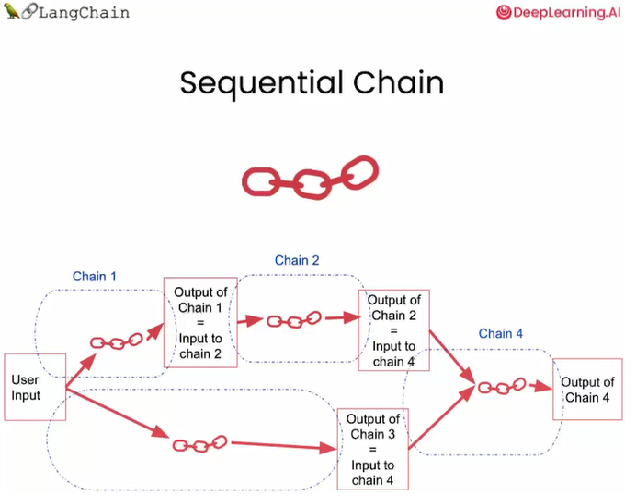 LangChain
DeepLearning.AI
Sequential Chain
Chain 1
Chain 2
Chain 4
User
Input
Output of
Chain 1
=
Input to
chain 2
Output of
Chain 2
=
Input to
chain 4
Output of
Chain 3
=
Input to
chain 4
Output of
Chain 4